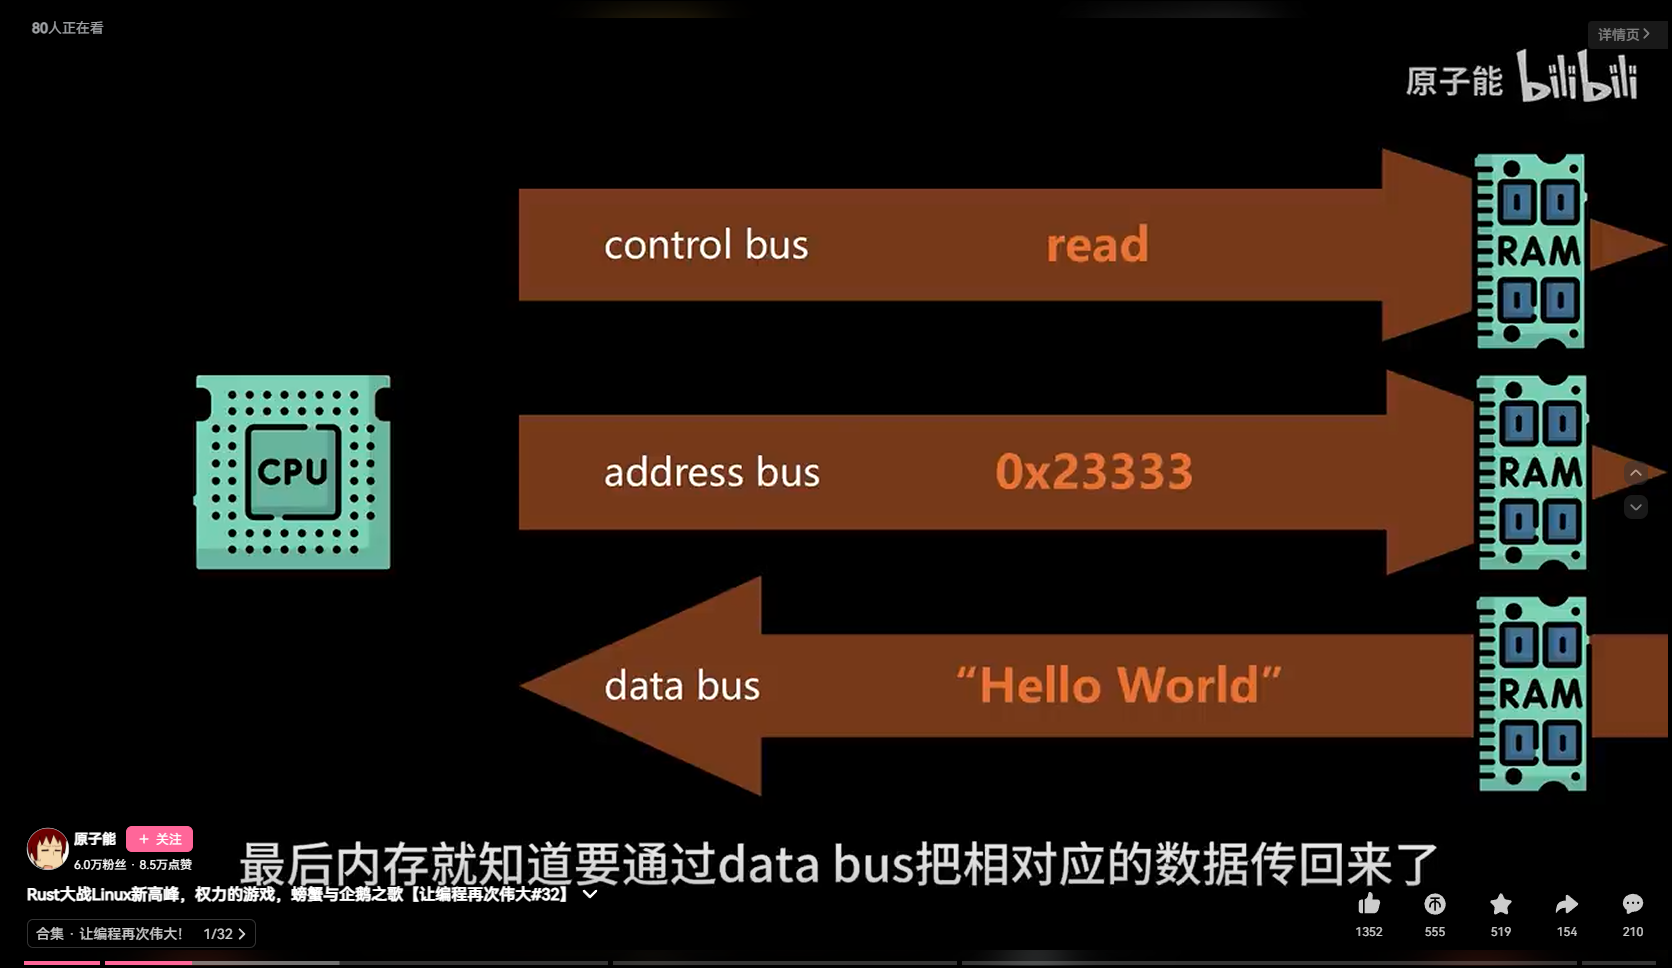 80人正在看
详情页
原子能 bilibili
control bus read
RAM
CPU
address bus 0x23333
RAM
data bus “Hello World”
RAM
最后内存就知道要通过data bus把相对应的数据传回来了
原子能 + 关注
6.0万粉丝 · 8.5万点赞
Rust大战Linux新高峰，权力的游戏，螃蟹与企鹅之歌【让编程再次伟大#32】
合集 · 让编程再次伟大！ 1/32
1352 555 519 154 210